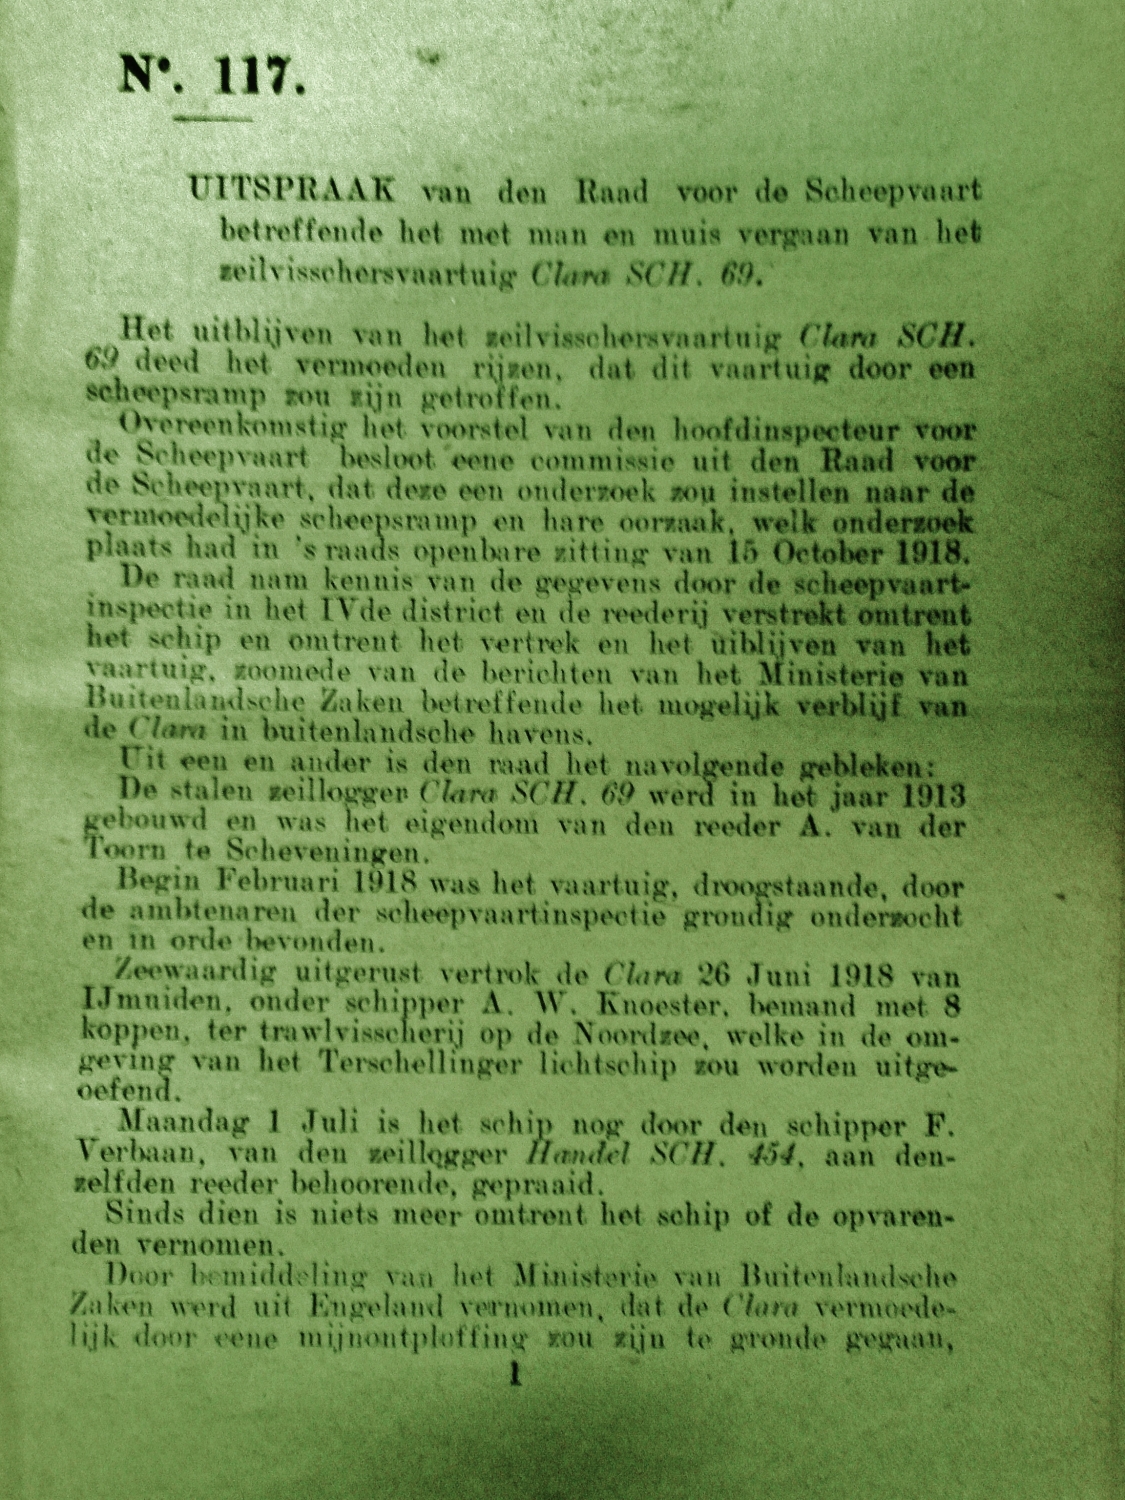 N°. 117.
UITSPRAAK van den Raad voor de Scheepvaart
betreffende het met man en muis vergaan van het
zeilvisschersvaartuig Clara SCH. 69.
Het uitblijven van het zeilvisschersvaartuig Clara SCH.
69 deed het vermoeden rijzen, dat dit vaartuig door een
scheepsramp zou zijn getroffen.
Overeenkomstig het voorstel van den hoofdinspecteur voor
de Scheepvaart besloot eene commissie uit den Raad voor
de Scheepvaart, dat deze een onderzoek zou instellen naar de
vermoedelijke scheepsramp en hare oorzaak, welk onderzoek
plaats had in 's raads openbare zitting van 15 October 1918.
De raad nam kennis van de gegevens door de scheepvaart-
inspectie in het IVde district en de reederij verstrekt omtrent
het schip en omtrent het vertrek en het uiblijven van het
vaartuig, zoomede van de berichten van het Ministerie van
Buitenlandsche Zaken betreffende het mogelijk verblijf van
de Clara in buitenlandsche havens.
Uit een en ander is den raad het navolgende gebleken:
De stalen zeillogger Clara SCH. 69 werd in het jaar 1913
gebouwd en was het eigendom van den reeder A. van der
Toorn te Scheveningen.
Begin Februari 1918 was het vaartuig, droogstaande, door
de ambtenaren der scheepvaartinspectie grondig onderzocht
en in orde bevonden.
Zeewaardig uitgerust vertrok de Clara 26 Juni 1918 van
IJmuiden, onder schipper A. W. Knoester, bemand met 8
koppen, ter trawlvisscherij op de Noordzee, welke in de om-
geving van het Terschellinger lichtschip zou worden uitge-
oefend.
Maandag 1 Juli is het schip nog door den schipper F.
Verbaan, van den zeillogger Handel SCH. 454, aan den-
zelfden reeder behoorende, gepraaid.
Sinds dien is niets meer omtrent het schip of de opvaren-
den vernomen.
Door bemiddeling van het Ministerie van Buitenlandsche
Zaken werd uit Engeland vernomen, dat de Clara vermoede-
lijk door eene mijnontploffing zou zijn te gronde gegaan,
1